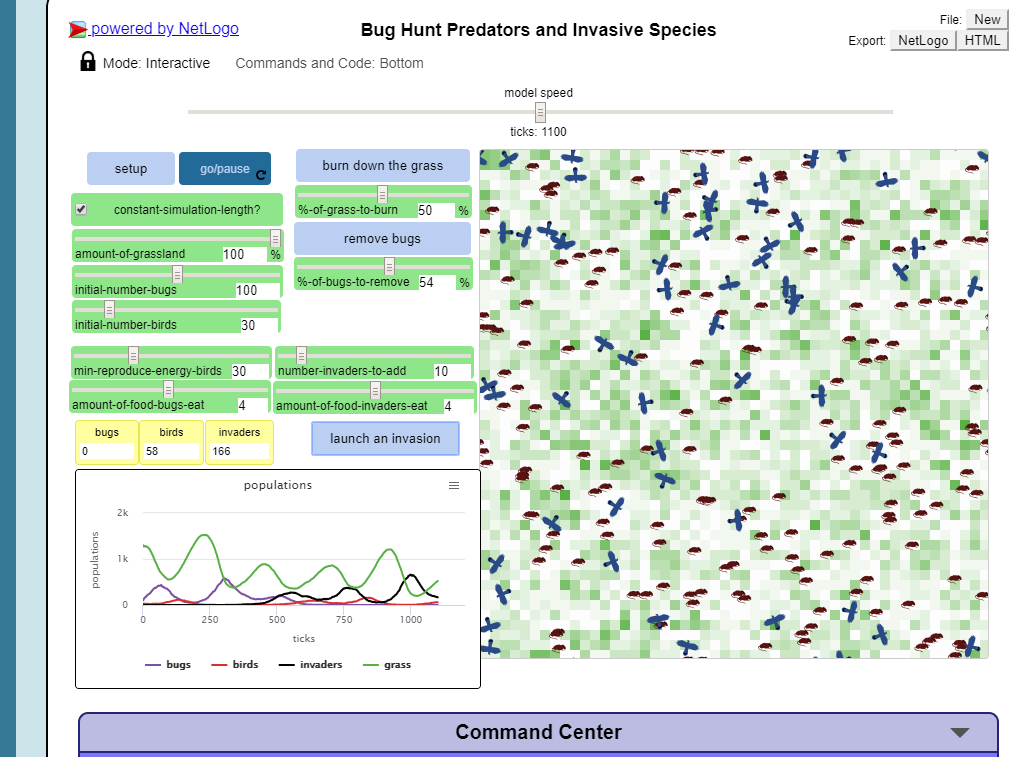 powered by NetLogo
Bug Hunt Predators and Invasive Species
File: New
Export: NetLogo HTML
Mode: Interactive
Commands and Code: Bottom
model speed
ticks: 1100
setup
go/pause
burn down the grass
constant-simulation-length?
%-of-grass-to-burn 50 %
remove bugs
amount-of-grassland 100 %
%-of-bugs-to-remove 54 %
initial-number-bugs 100
initial-number-birds 30
min-reproduce-energy-birds 30
number-invaders-to-add 10
amount-of-food-bugs-eat 4
amount-of-food-invaders-eat 4
bugs
0
birds
58
invaders
166
launch an invasion
populations
populations
2k
1k
0
0 250 500 750 1000
ticks
bugs birds invaders grass
Command Center